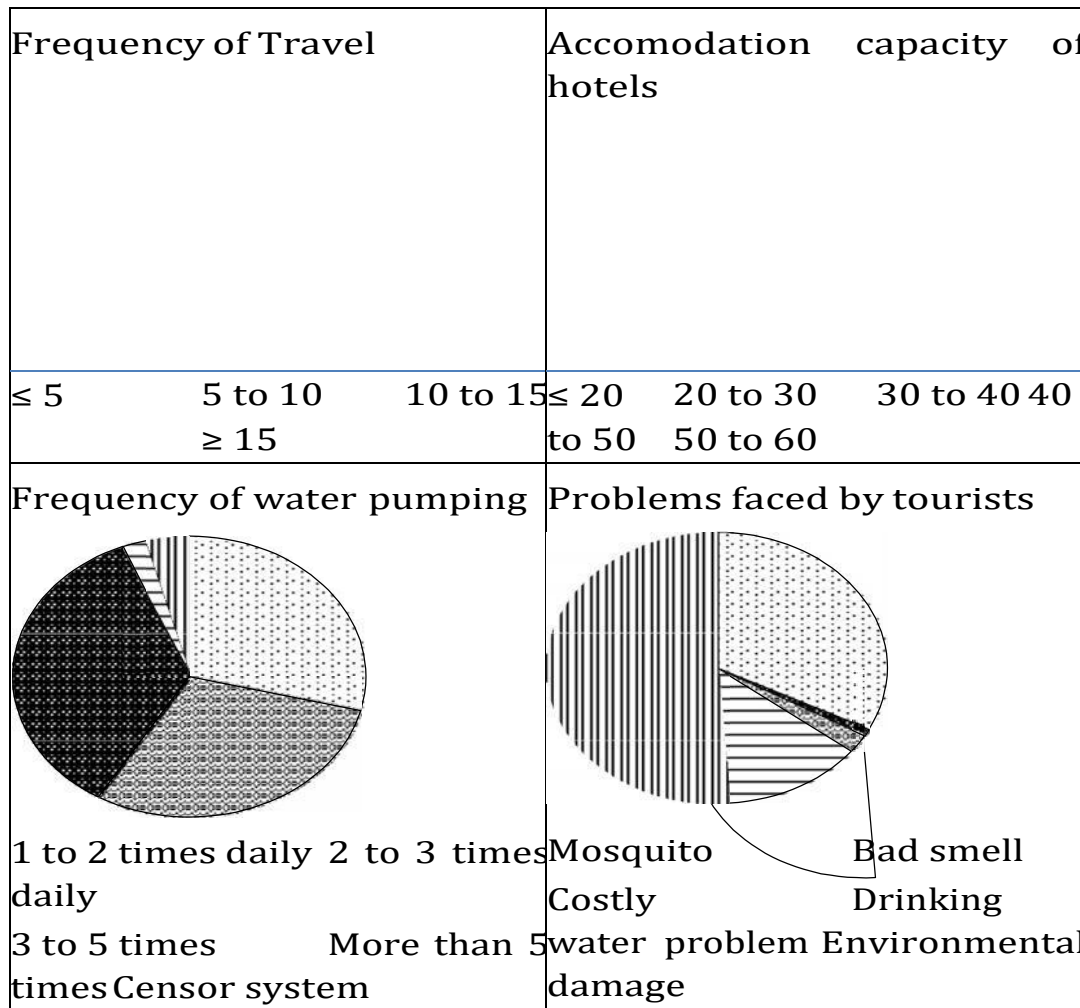 Frequency of Travel
Accomodation capacity of
hotels
≤ 5 5 to 10 10 to 15
≥ 15
≤ 20 20 to 30 30 to 40 40
to 50 50 to 60
Frequency of water pumping
1 to 2 times daily 2 to 3 times
daily
3 to 5 times More than 5
times Censor system
Problems faced by tourists
Mosquito Bad smell
Costly Drinking
water problem Environmental
damage